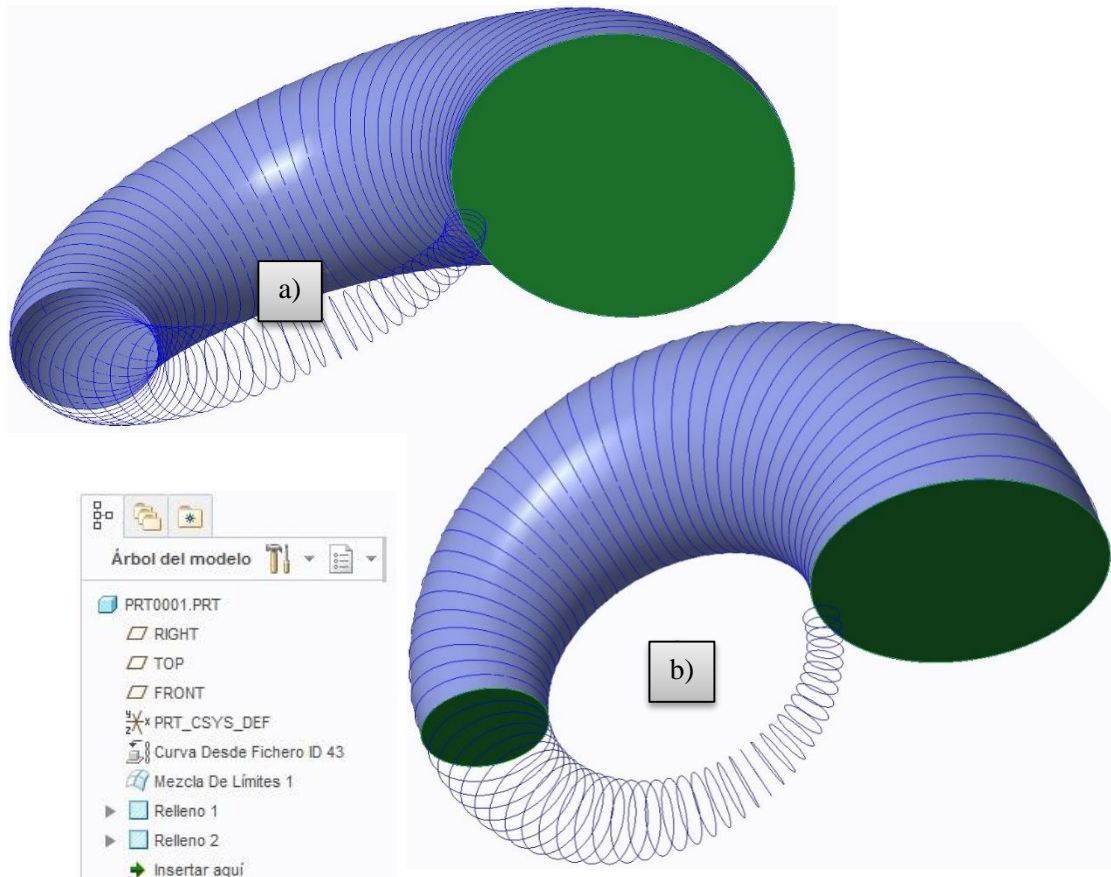 a)
b)
Árbol del modelo
PRT0001.PRT
RIGHT
TOP
FRONT
PRT_CSYS_DEF
Curva Desde Fichero ID 43
Mezcla De Límites 1
Relleno 1
Relleno 2
Insertar aquí